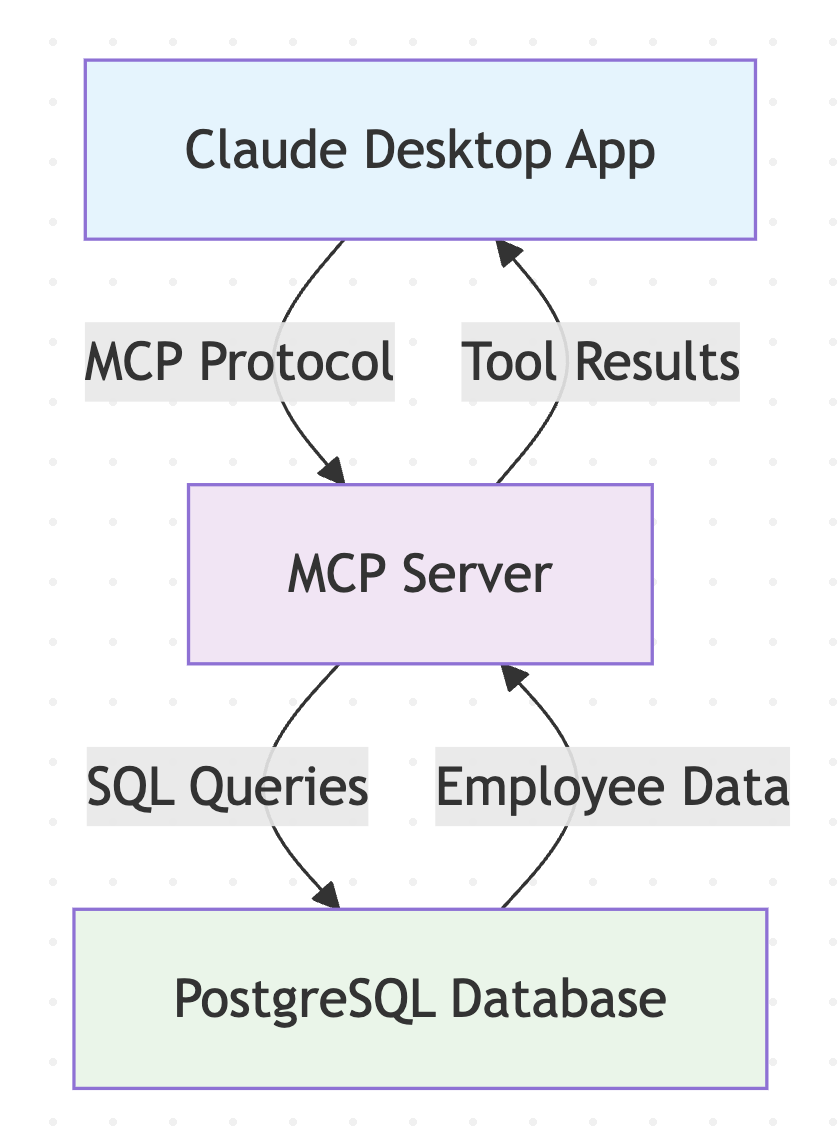 Claude Desktop App
MCP Protocol
Tool Results
MCP Server
SQL Queries
Employee Data
PostgreSQL Database